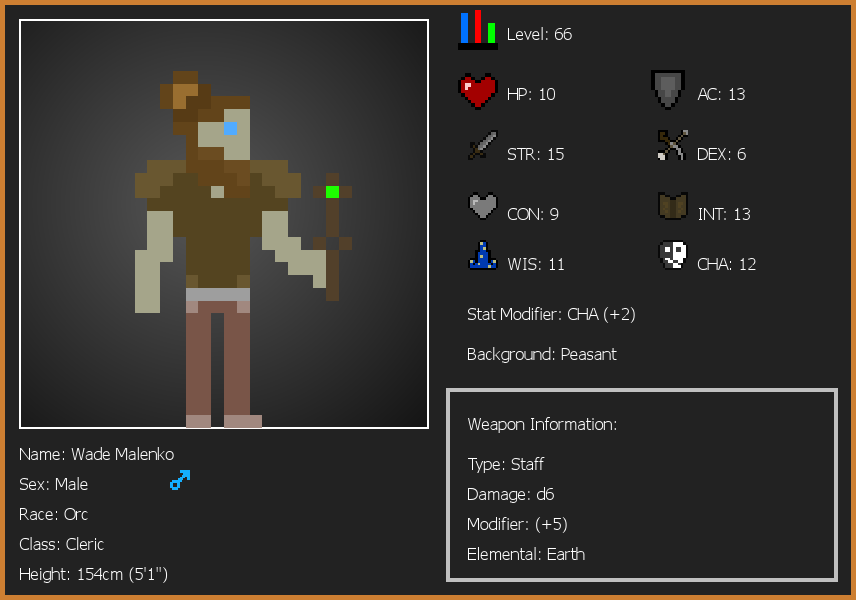 Level: 66
HP: 10
AC: 13
STR: 15
DEX: 6
CON: 9
INT: 13
WIS: 11
CHA: 12
Stat Modifier: CHA (+2)
Background: Peasant
Weapon Information:
Type: Staff
Damage: d6
Modifier: (+5)
Elemental: Earth
Name: Wade Malenko
Sex: Male
Race: Orc
Class: Cleric
Height: 154cm (5'1")